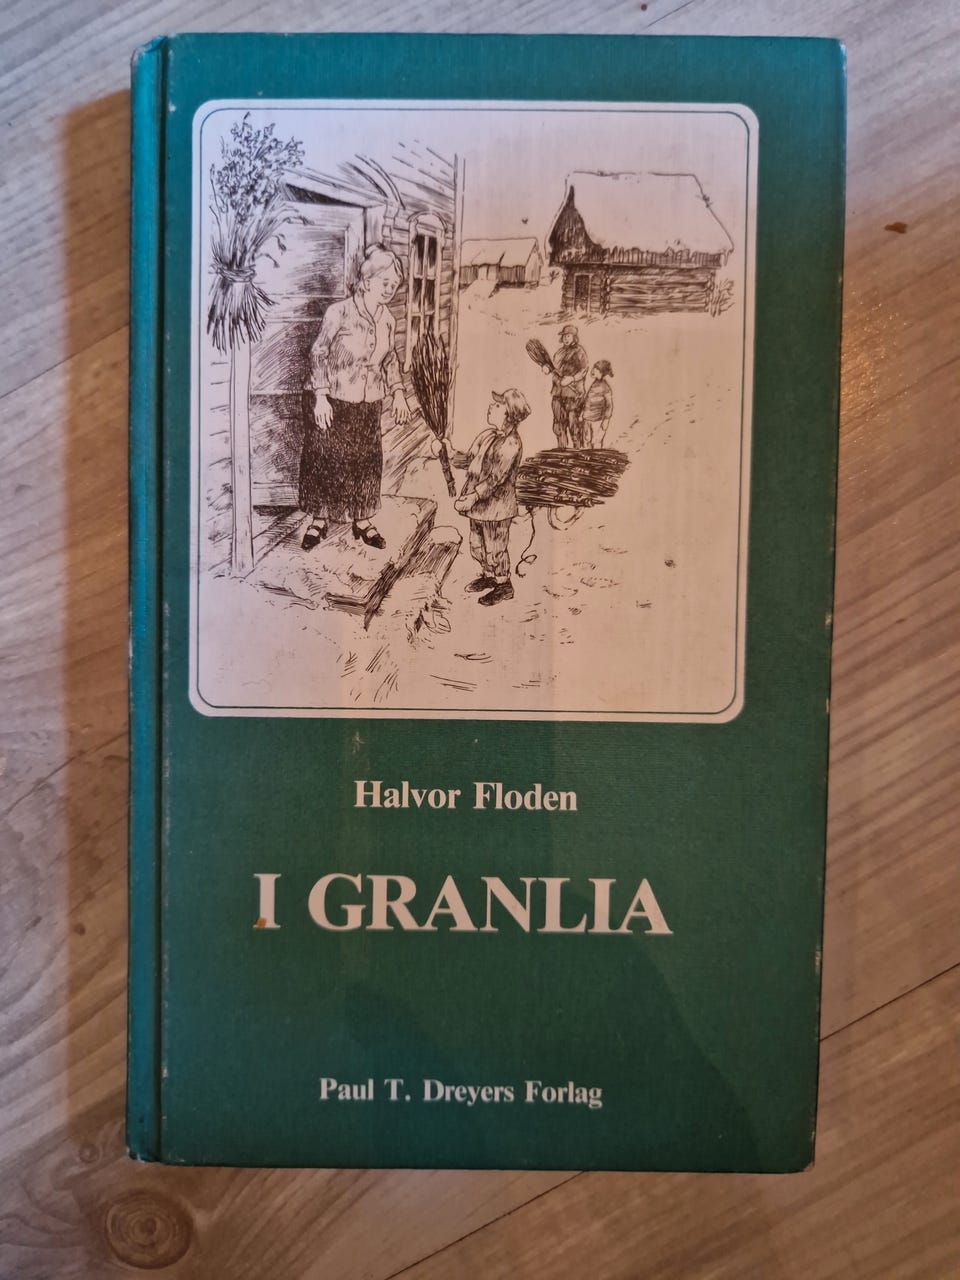 Halvor Floden
I GRANLIA
Paul T. Dreyers Forlag